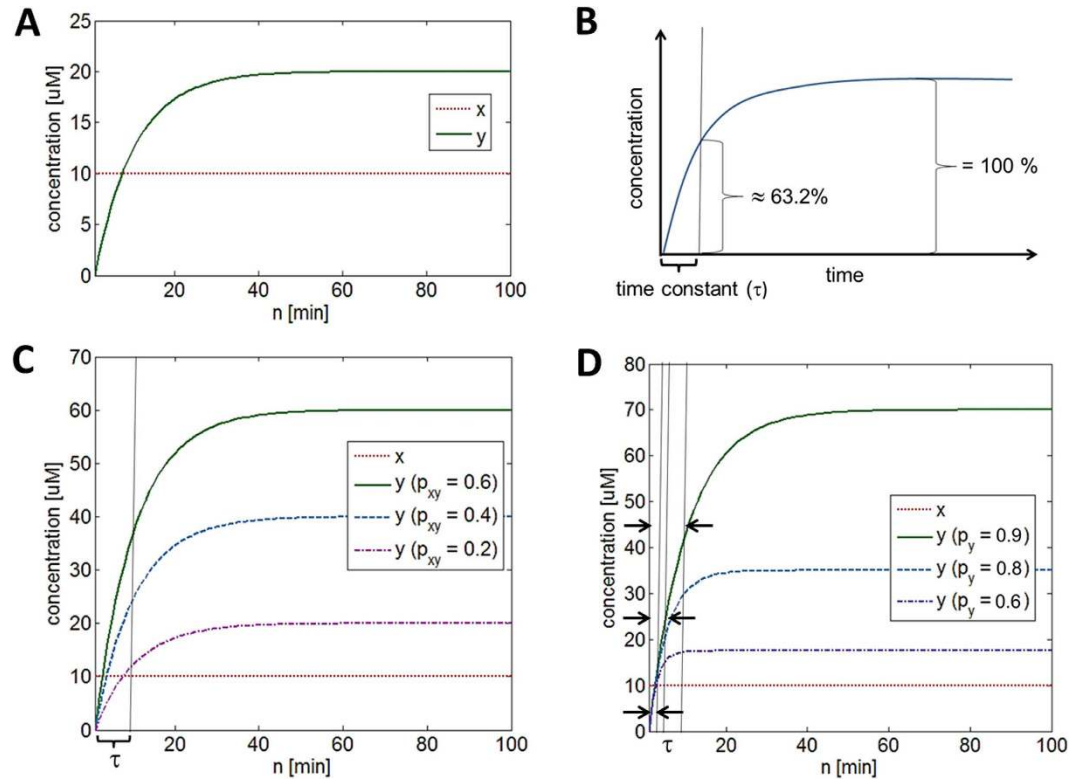 A
25
20
15
10
5
0
concentration [uM]
x
y
20
40
60
80
100
n [min]
B
concentration
≈ 63.2%
= 100 %
time
time constant (τ)
C
70
60
50
40
30
20
10
0
concentration [uM]
x
y (pxy = 0.6)
y (pxy = 0.4)
y (pxy = 0.2)
20
40
60
80
100
τ
n [min]
D
80
70
60
50
40
30
20
10
0
concentration [uM]
x
y (py = 0.9)
y (py = 0.8)
y (py = 0.6)
τ
20
40
60
80
100
n [min]